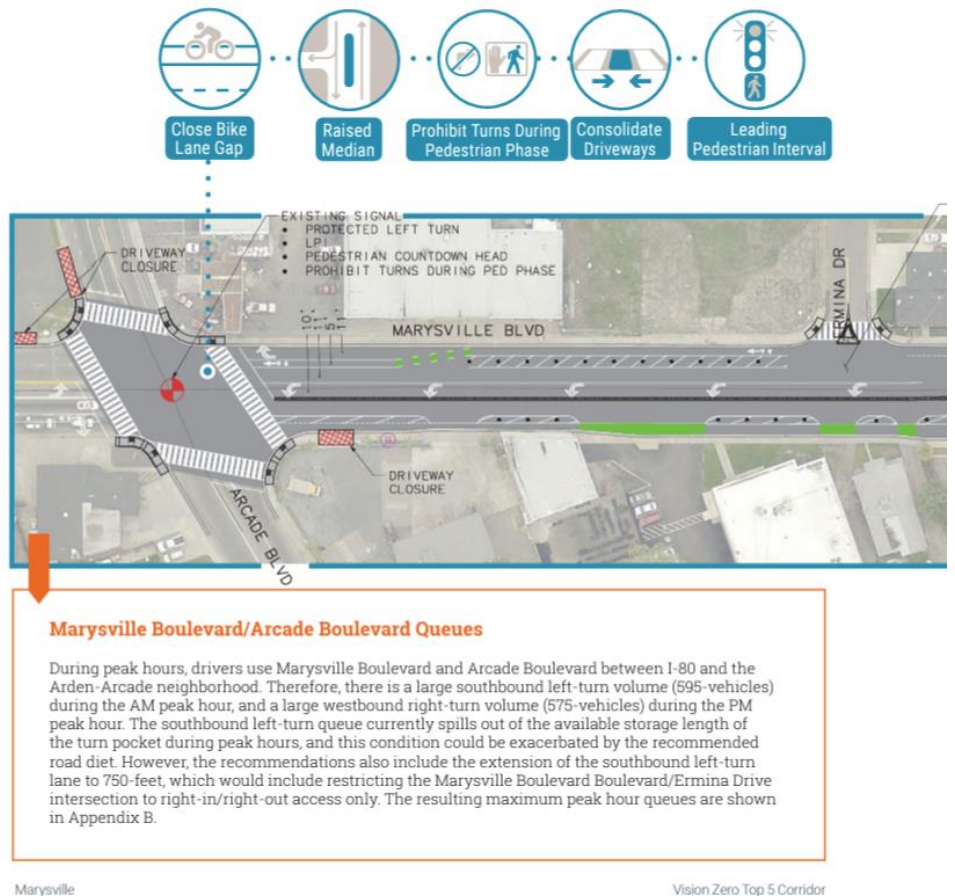 Close Bike
Lane Gap
Raised
Median
Prohibit Turns During
Pedestrian Phase
Consolidate
Driveways
Leading
Pedestrian Interval
EXISTING SIGNAL
• PROTECTED LEFT TURN
• LPI
• PEDESTRIAN COUNTDOWN HEAD
• PROHIBIT TURNS DURING PED PHASE
DRIVEWAY
CLOSURE
10'
11'
5'
11'
MARYSVILLE BLVD
ERMINA DR
B
DRIVEWAY
CLOSURE
ARCADE BLVD
Marysville Boulevard/Arcade Boulevard Queues
During peak hours, drivers use Marysville Boulevard and Arcade Boulevard between I-80 and the
Arden-Arcade neighborhood. Therefore, there is a large southbound left-turn volume (595-vehicles)
during the AM peak hour, and a large westbound right-turn volume (575-vehicles) during the PM
peak hour. The southbound left-turn queue currently spills out of the available storage length of
the turn pocket during peak hours, and this condition could be exacerbated by the recommended
road diet. However, the recommendations also include the extension of the southbound left-turn
lane to 750-feet, which would include restricting the Marysville Boulevard Boulevard/Ermina Drive
intersection to right-in/right-out access only. The resulting maximum peak hour queues are shown
in Appendix B.
Marysville
Vision Zero Top 5 Corridor